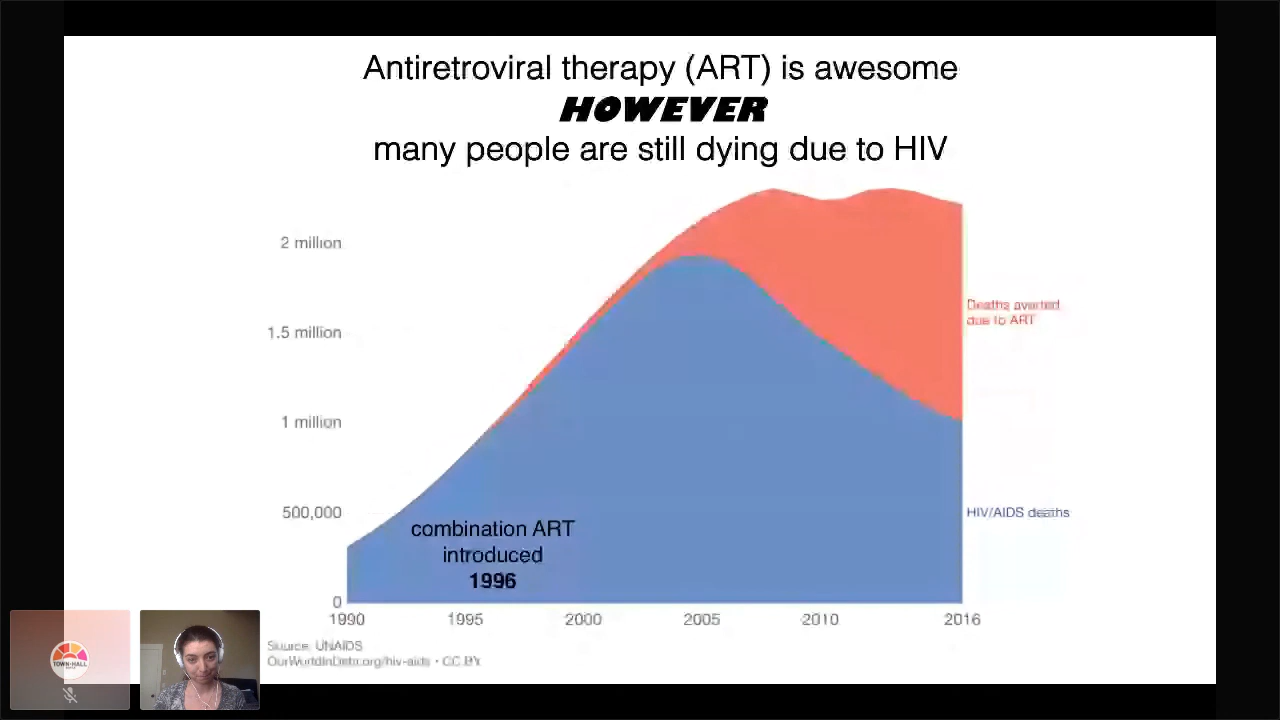 Antiretroviral therapy (ART) is awesome
HOWEVER
many people are still dying due to HIV
2 million
1.5 million
1 million
500,000
0
Deaths averted
due to ART
HIV/AIDS deaths
combination ART
introduced
1996
1990 1995 2000 2005 2010 2016
Source: UNAIDS
OurWorldInData.org/hiv-aids • CC BY
TOWN HALL